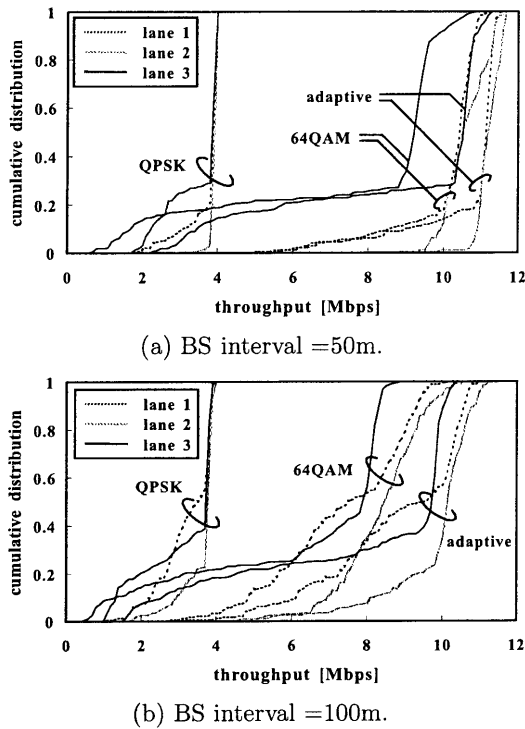 1
0.8
0.6
0.4
0.2
0
cumulative distribution
lane 1
lane 2
lane 3
QPSK
adaptive
64QAM
0 2 4 6 8 10 12
throughput [Mbps]
(a) BS interval =50m.
1
0.8
0.6
0.4
0.2
0
cumulative distribution
lane 1
lane 2
lane 3
QPSK
64QAM
adaptive
0 2 4 6 8 10 12
throughput [Mbps]
(b) BS interval =100m.